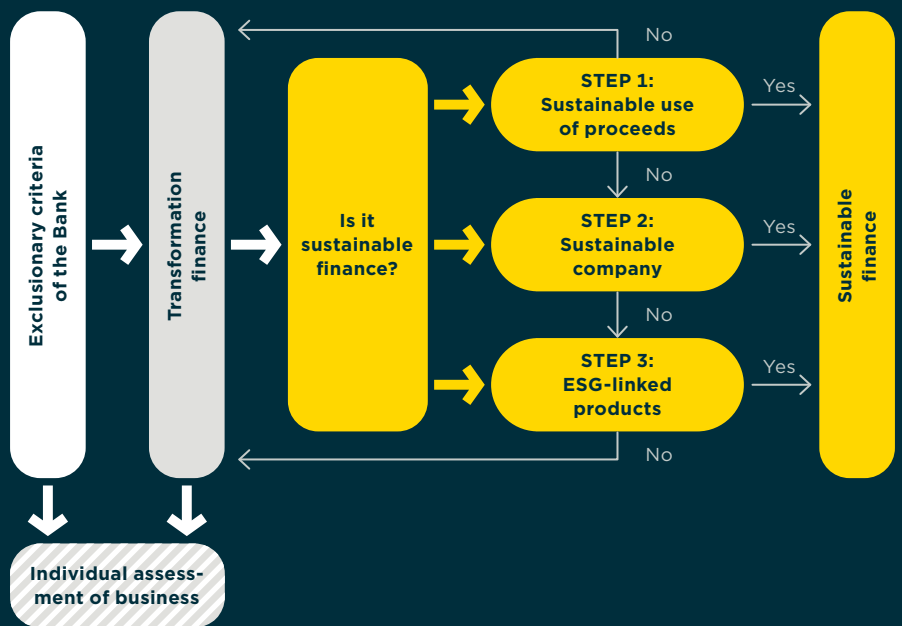 Exclusionary criteria
of the Bank
Transformation
finance
Is it
sustainable
finance?
No
STEP 1:
Sustainable use
of proceeds
Yes
No
STEP 2:
Sustainable
company
Yes
No
STEP 3:
ESG-linked
products
Yes
No
Sustainable
finance
Individual assess-
ment of business